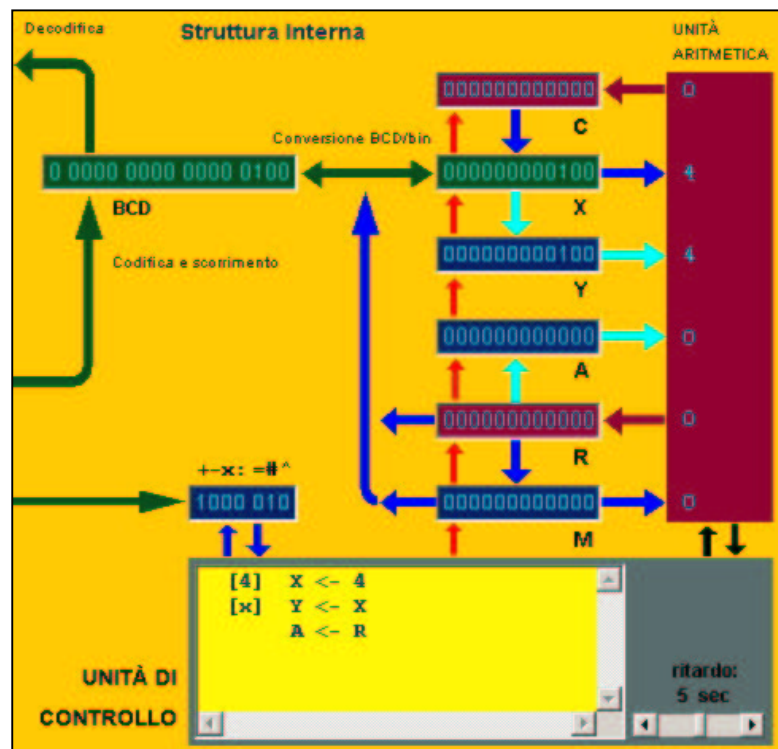 Decodifica
Struttura Interna
UNITÀ
ARITMETICA
000000000000
0
C
Conversione BCD/bin
0 0000 0000 0000 0100
000000000100
4
BCD
X
Codifica e scorrimento
000000000100
4
Y
000000000000
0
A
000000000000
0
R
+-x: =#^
1000 010
000000000000
0
M
[4] X <- 4
[x] Y <- X
A <- R
UNITÀ DI
CONTROLLO
ritardo:
5 sec